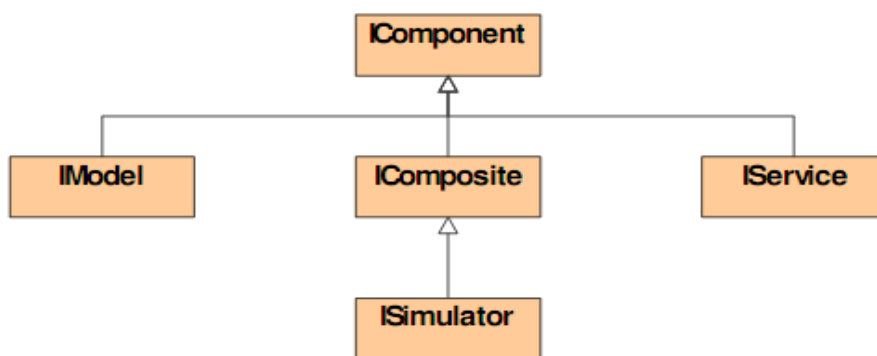 IComponent
IModel
IComposite
IService
ISimulator